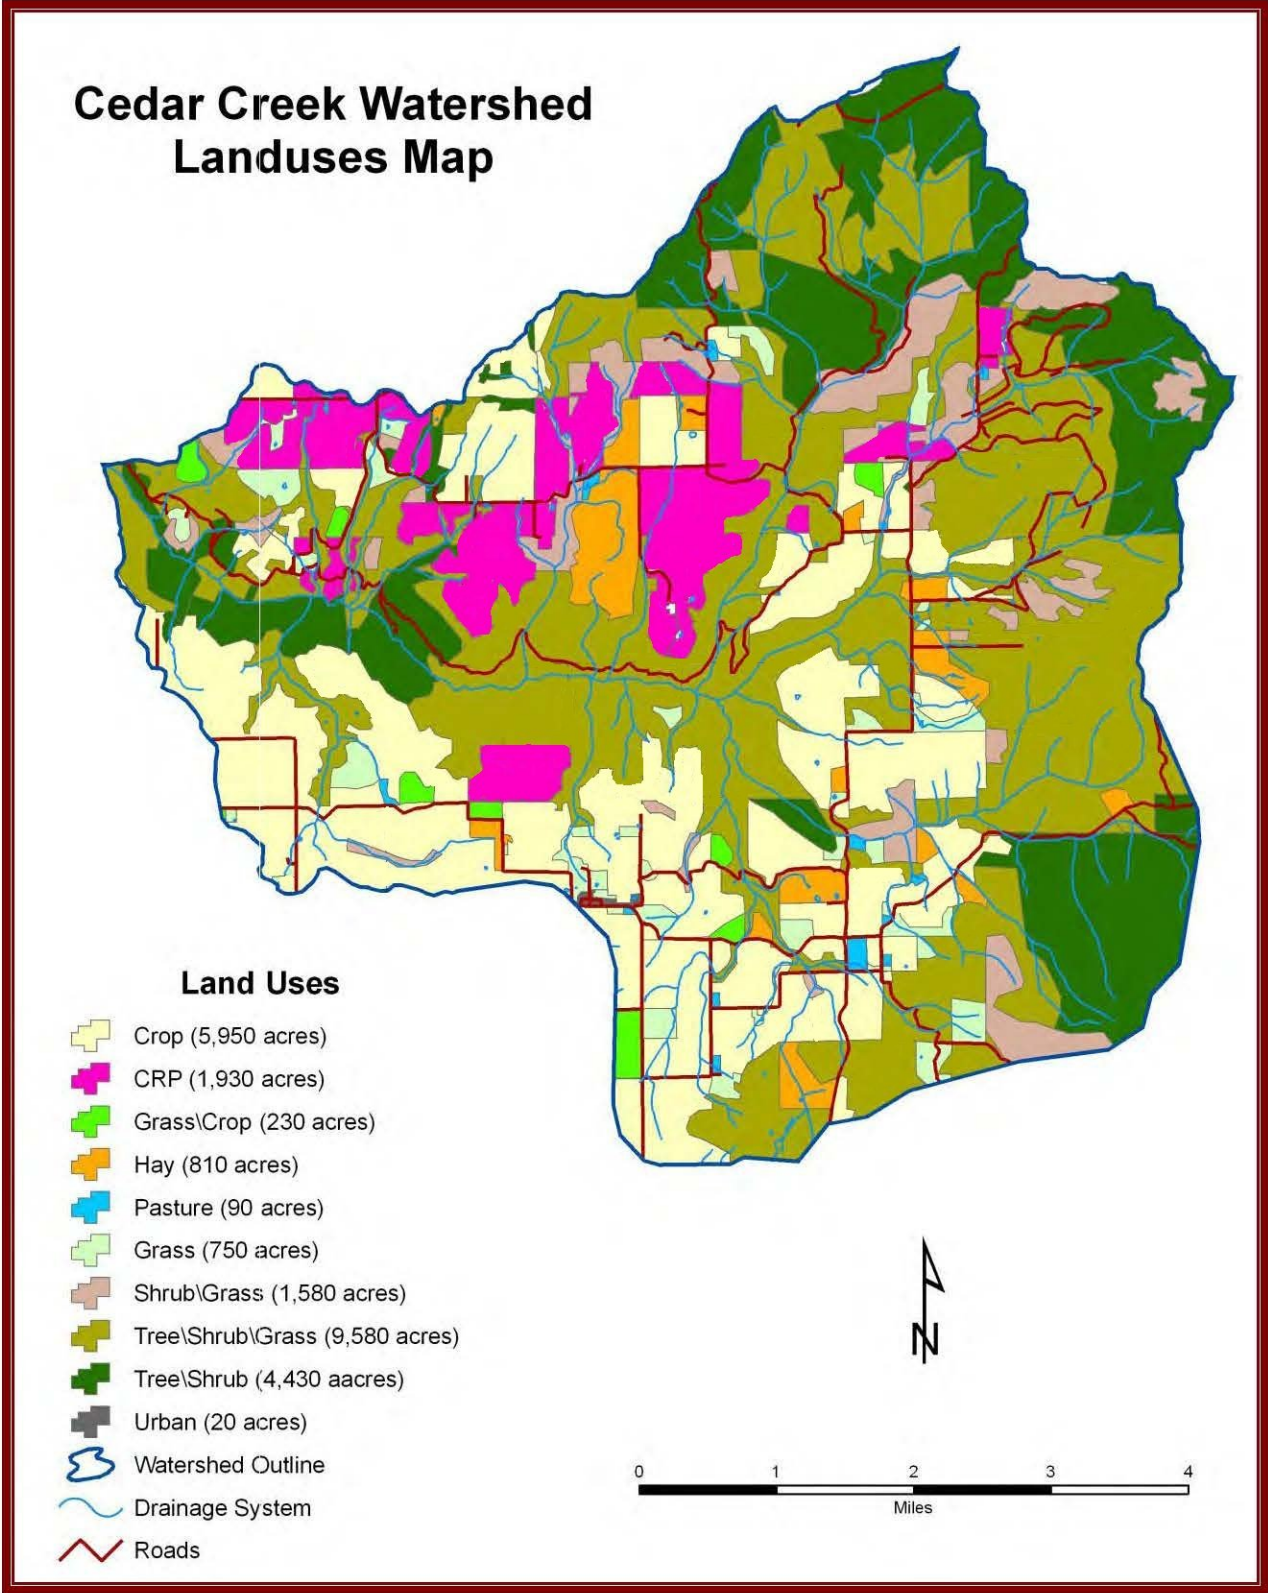 Cedar Creek Watershed
Landuses Map
Land Uses
Crop (5,950 acres)
CRP (1,930 acres)
Grass\Crop (230 acres)
Hay (810 acres)
Pasture (90 acres)
Grass (750 acres)
Shrub\Grass (1,580 acres)
Tree\Shrub\Grass (9,580 acres)
Tree\Shrub (4,430 aacres)
Urban (20 acres)
Watershed Outline
Drainage System
Roads
N
0 1 2 3 4
Miles